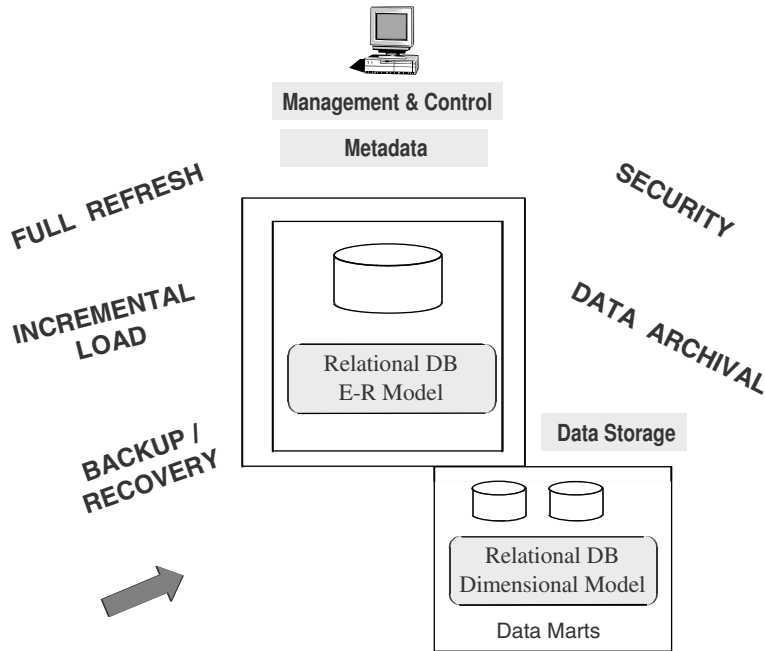 Management & Control
Metadata
FULL REFRESH
SECURITY
INCREMENTAL
LOAD
DATA ARCHIVAL
Relational DB
E-R Model
Data Storage
BACKUP /
RECOVERY
Relational DB
Dimensional Model
Data Marts